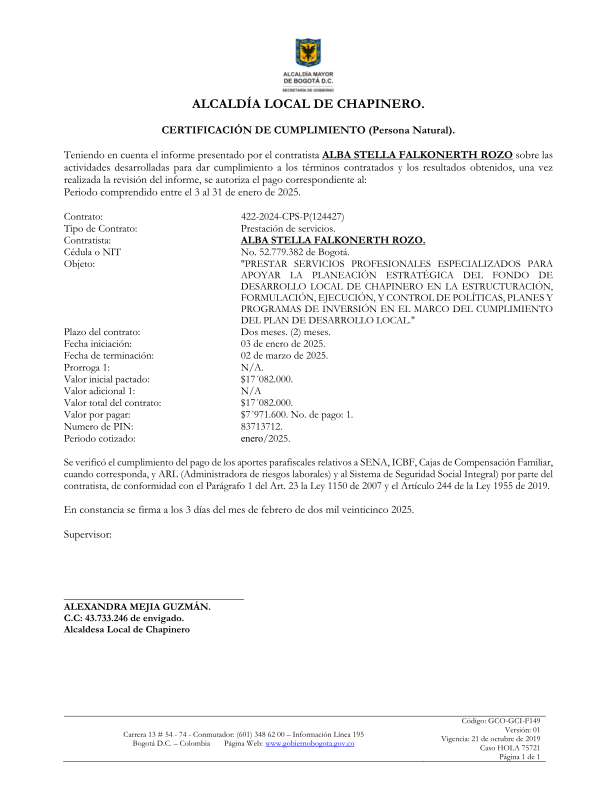 ALCALDÍA MAYOR
DE BOGOTÁ D.C.
SECRETARÍA DE GOBIERNO
ALCALDÍA LOCAL DE CHAPINERO.
CERTIFICACIÓN DE CUMPLIMIENTO (Persona Natural).
Teniendo en cuenta el informe presentado por el contratista ALBA STELLA FALKONERTH ROZO sobre las
actividades desarrolladas para dar cumplimiento a los términos contratados y los resultados obtenidos, una vez
realizada la revisión del informe, se autoriza el pago correspondiente al:
Periodo comprendido entre el 3 al 31 de enero de 2025.
Contrato: 422-2024-CPS-P(124427)
Tipo de Contrato: Prestación de servicios.
Contratista: ALBA STELLA FALKONERTH ROZO.
Cédula o NIT No. 52.779.382 de Bogotá.
Objeto: "PRESTAR SERVICIOS PROFESIONALES ESPECIALIZADOS PARA
APOYAR LA PLANEACIÓN ESTRATÉGICA DEL FONDO DE
DESARROLLO LOCAL DE CHAPINERO EN LA ESTRUCTURACIÓN,
FORMULACIÓN, EJECUCIÓN, Y CONTROL DE POLÍTICAS, PLANES Y
PROGRAMAS DE INVERSIÓN EN EL MARCO DEL CUMPLIMIENTO
DEL PLAN DE DESARROLLO LOCAL."
Plazo del contrato: Dos meses. (2) meses.
Fecha iniciación: 03 de enero de 2025.
Fecha de terminación: 02 de marzo de 2025.
Prorroga 1: N/A.
Valor inicial pactado: $17´082.000.
Valor adicional 1: N/A
Valor total del contrato: $17´082.000.
Valor por pagar: $7´971.600. No. de pago: 1.
Numero de PIN: 83713712.
Periodo cotizado: enero/2025.
Se verificó el cumplimiento del pago de los aportes parafiscales relativos a SENA, ICBF, Cajas de Compensación Familiar,
cuando corresponda, y ARL (Administradora de riesgos laborales) y al Sistema de Seguridad Social Integral) por parte del
contratista, de conformidad con el Parágrafo 1 del Art. 23 la Ley 1150 de 2007 y el Artículo 244 de la Ley 1955 de 2019.
En constancia se firma a los 3 días del mes de febrero de dos mil veinticinco 2025.
Supervisor:
ALEXANDRA MEJIA GUZMÁN.
C.C: 43.733.246 de envigado.
Alcaldesa Local de Chapinero
Carrera 13 # 54 - 74 - Conmutador: (601) 348 62 00 – Información Línea 195
Bogotá D.C. – Colombia Página Web: www.gobiernobogota.gov.co
Código: GCO-GCI-F149
Versión: 01
Vigencia: 21 de octubre de 2019
Caso HOLA 75721
Página 1 de 1